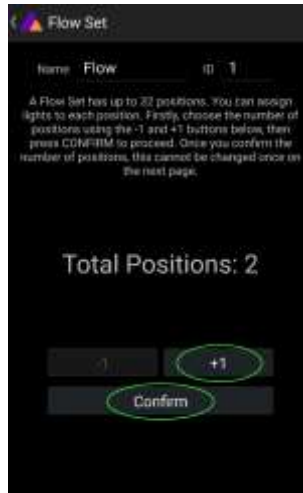 Flow Set
Name Flow ID 1
A Flow Set has up to 32
positions. You can assign
lights to each position. Firstly, choose the number of
positions using the -1 and +1 buttons below, then
press CONFIRM to proceed. Once you confirm the
number of positions, this cannot be changed once on
the next page.
Total Positions: 2
-1 +1
Confirm